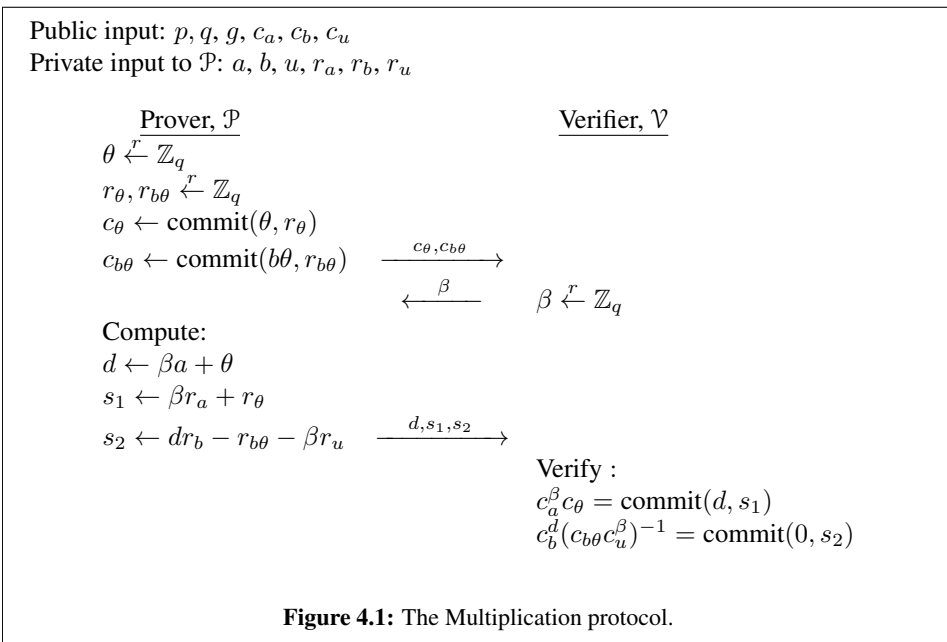 Public input: p, q, g, c_a, c_b, c_u
Private input to 𝒫: a, b, u, r_a, r_b, r_u
Prover, 𝒫 Verifier, 𝒱
θ ←^r ℤ_q
r_θ, r_{bθ} ←^r ℤ_q
c_θ ← commit(θ, r_θ)
c_{bθ} ← commit(bθ, r_{bθ}) c_θ,c_{bθ} ⟶
⟵ β β ←^r ℤ_q
Compute:
d ← βa + θ
s_1 ← βr_a + r_θ
s_2 ← dr_b − r_{bθ} − βr_u d,s_1,s_2 ⟶
Verify :
c_a^β c_θ = commit(d, s_1)
c_b^d (c_{bθ} c_u^β)^{−1} = commit(0, s_2)
Figure 4.1: The Multiplication protocol.